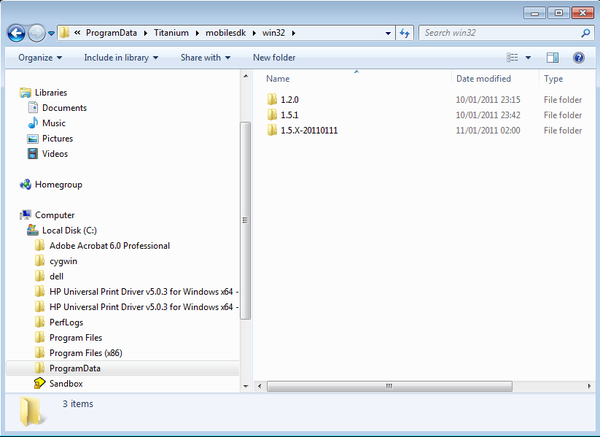 « ProgramData ▸ Titanium ▸ mobilesdk ▸ win32 ▸
Search win32
Organize ▾ Include in library ▾ Share with ▾ New folder
Name Date modified Type
1.2.0 10/01/2011 23:15 File folder
1.5.1 10/01/2011 23:42 File folder
1.5.X-20110111 11/01/2011 02:00 File folder
Libraries
Documents
Music
Pictures
Videos
Homegroup
Computer
Local Disk (C:)
Adobe Acrobat 6.0 Professional
cygwin
dell
HP Universal Print Driver v5.0.3 for Windows x64 -
HP Universal Print Driver v5.0.3 for Windows x64 -
PerfLogs
Program Files
Program Files (x86)
ProgramData
Sandbox
3 items